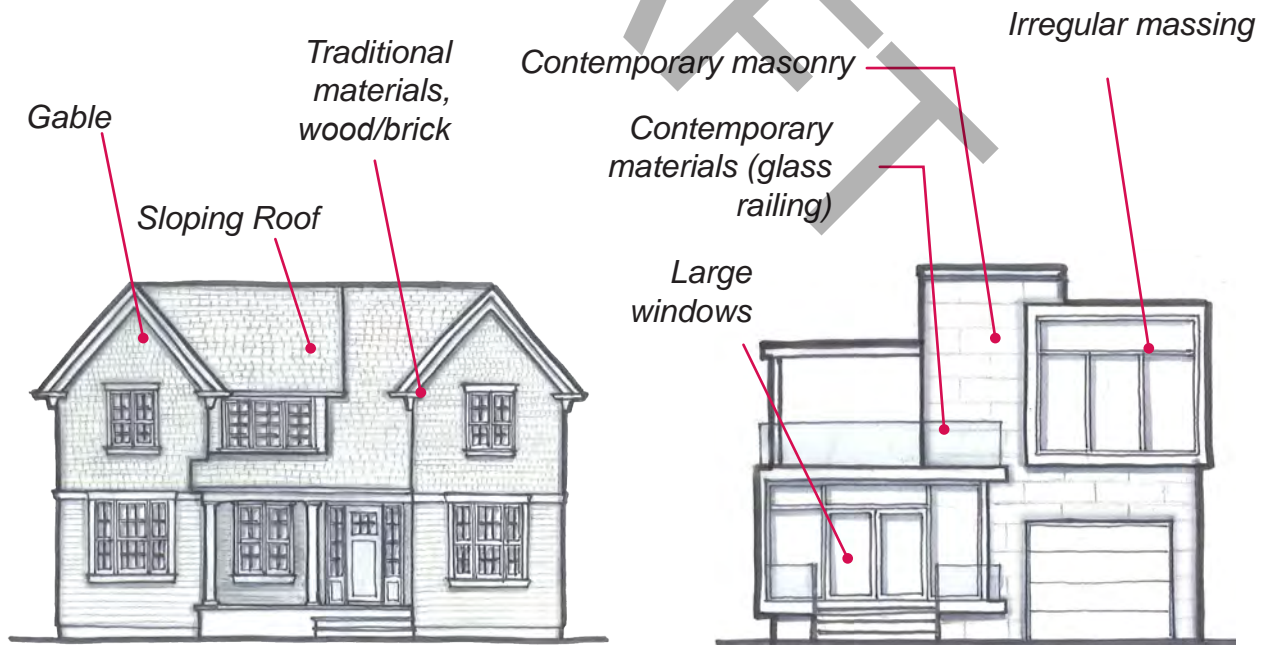 Gable
Sloping Roof
Traditional
materials,
wood/brick
Contemporary masonry
Contemporary
materials (glass
railing)
Large
windows
Irregular massing